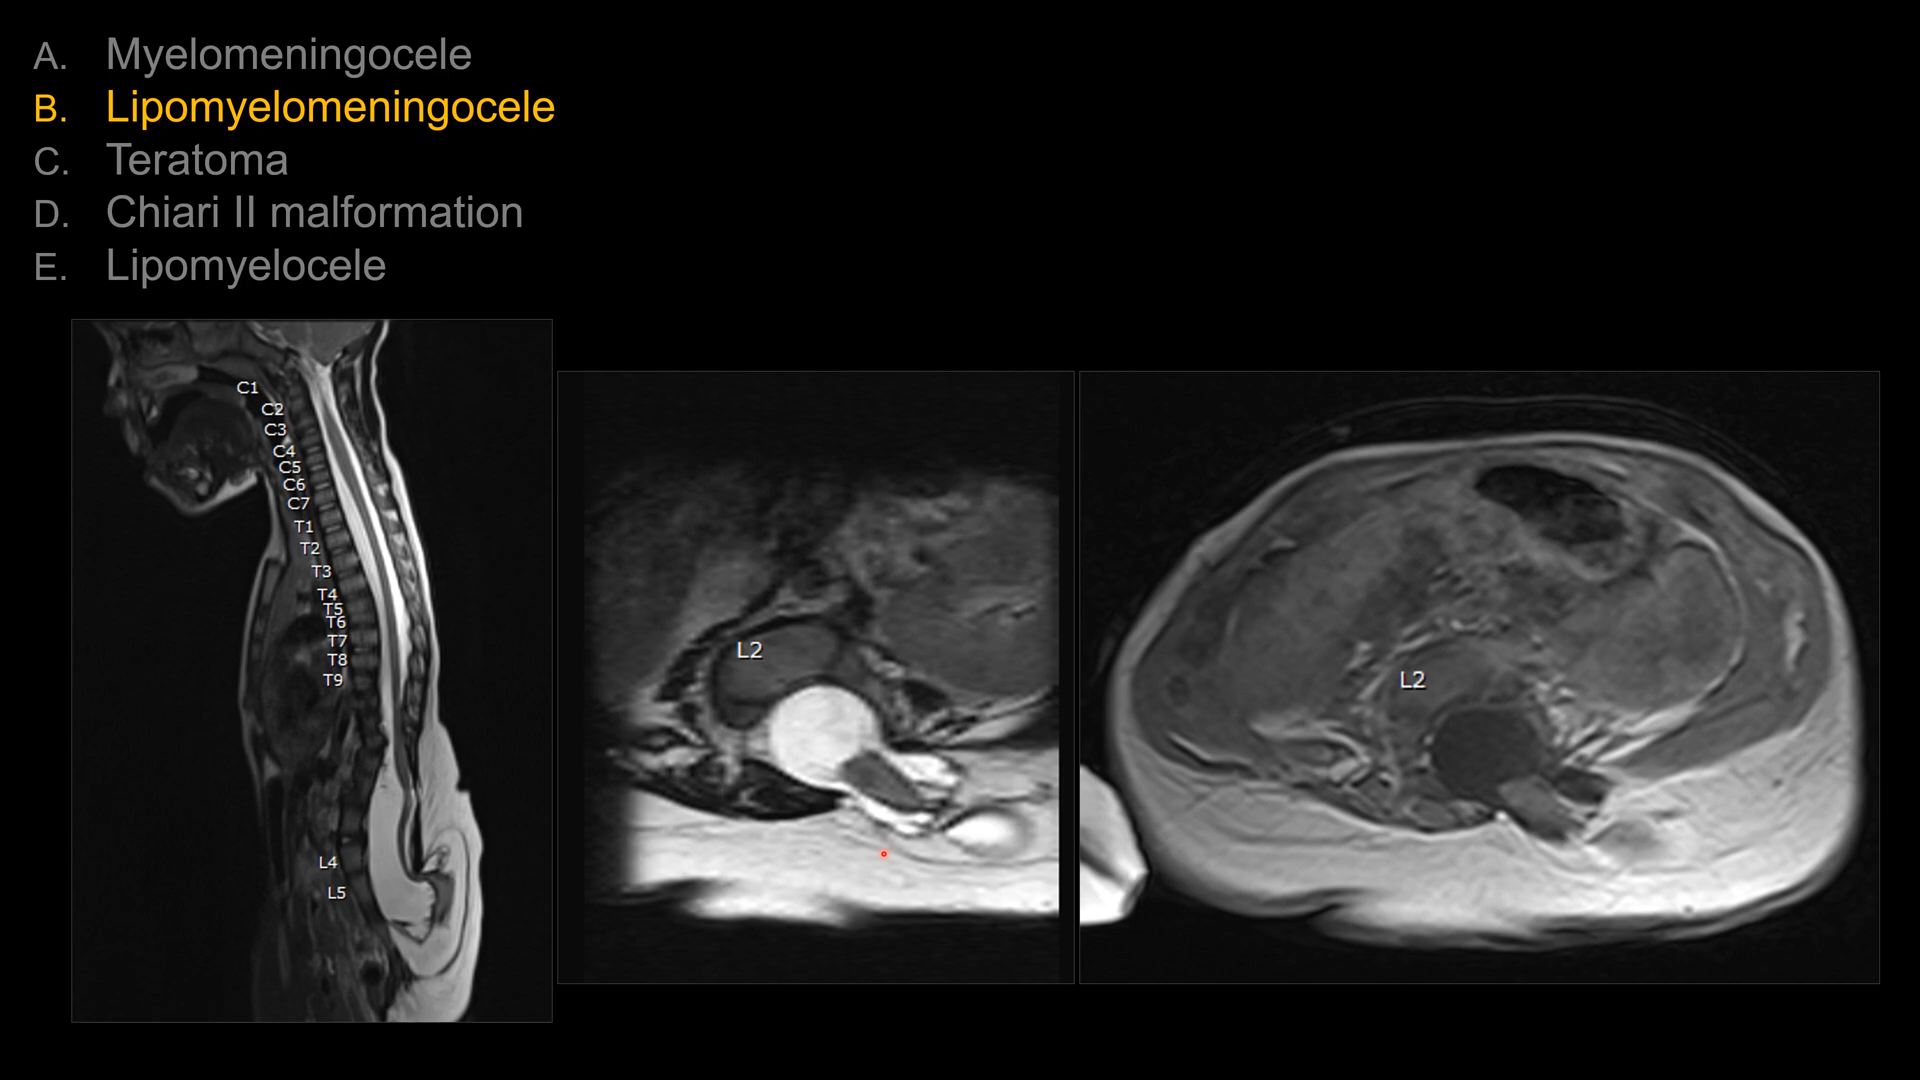 A. Myelomeningocele
B. Lipomyelomeningocele
C. Teratoma
D. Chiari II malformation
E. Lipomyelocele
C1
C2
C3
C4
C5
C6
C7
T1
T2
T3
T4
T5
T6
T7
T8
T9
L4
L5
L2
L2